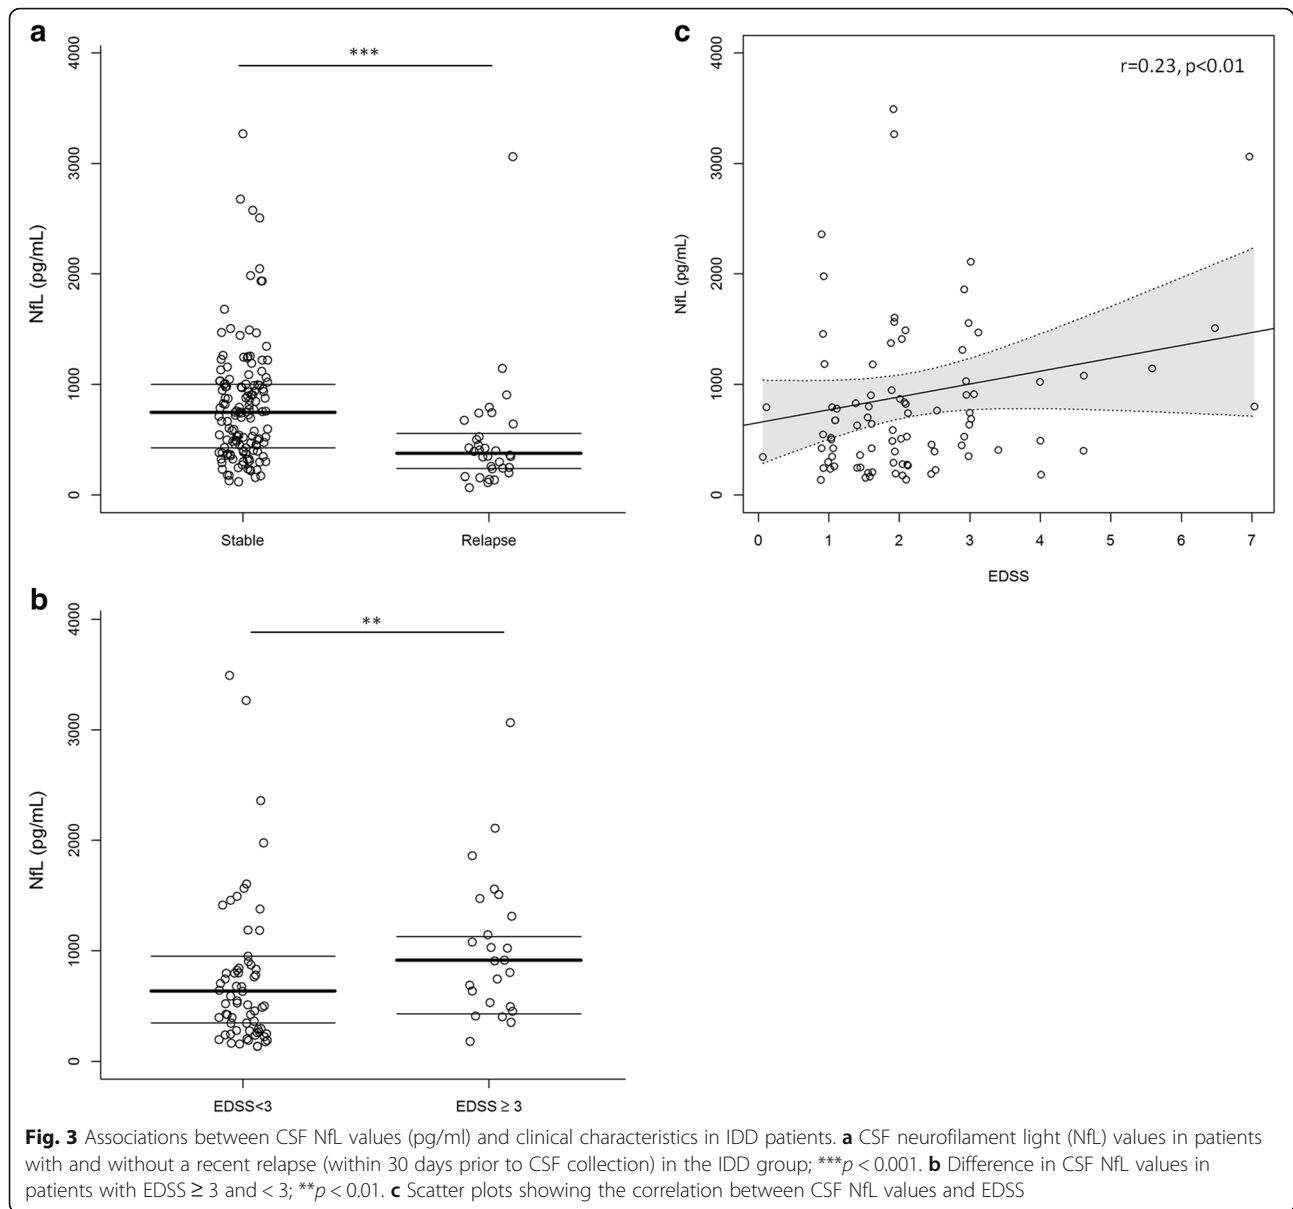 a
***
4000
3000
2000
1000
0
NfL (pg/mL)
Stable Relapse
b
**
4000
3000
2000
1000
0
NfL (pg/mL)
EDSS<3 EDSS ≥ 3
c
r=0.23, p<0.01
4000
3000
2000
1000
0
NfL (pg/mL)
0 1 2 3 4 5 6 7
EDSS
Fig. 3 Associations between CSF NfL values (pg/ml) and clinical characteristics in IDD patients. a CSF neurofilament light (NfL) values in patients
with and without a recent relapse (within 30 days prior to CSF collection) in the IDD group; ***p < 0.001. b Difference in CSF NfL values in
patients with EDSS ≥ 3 and < 3; **p < 0.01. c Scatter plots showing the correlation between CSF NfL values and EDSS